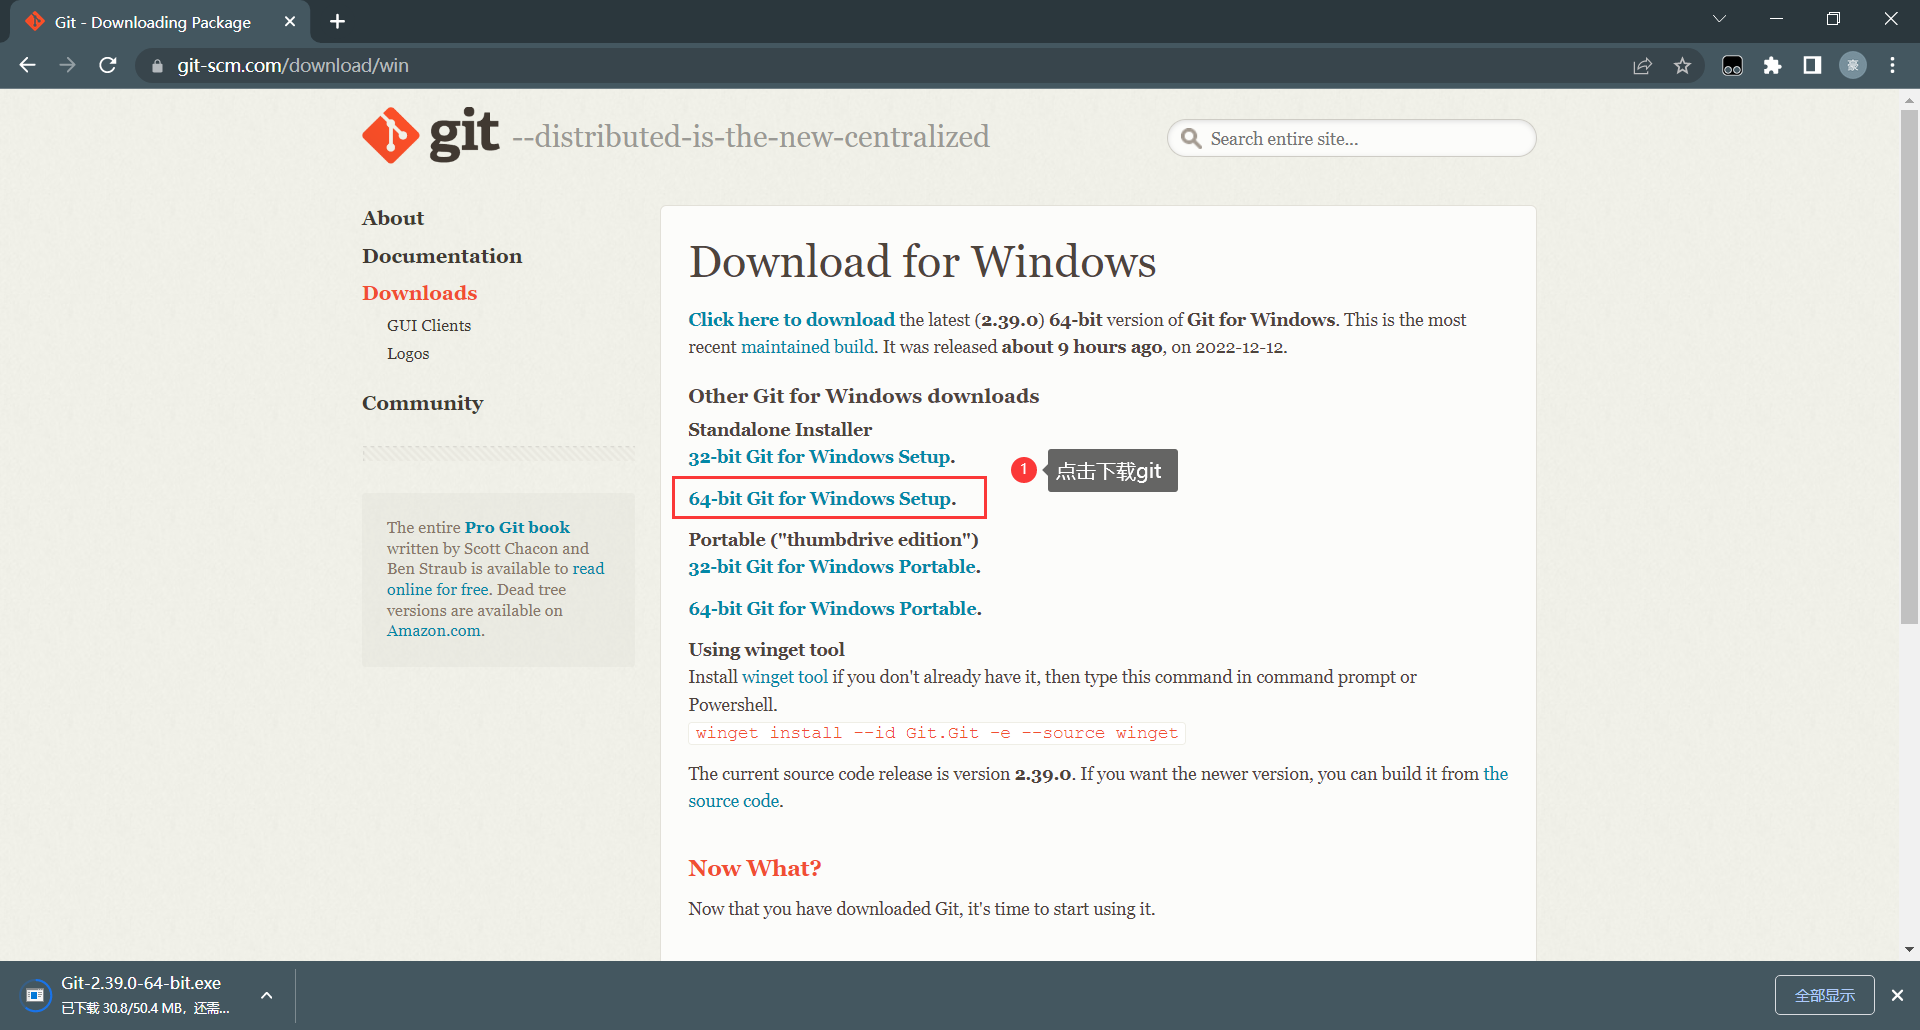 Git - Downloading Package
git-scm.com/download/win
豪
git --distributed-is-the-new-centralized
Search entire site...
About
Documentation
Downloads
GUI Clients
Logos
Community
The entire Pro Git book
written by Scott Chacon and
Ben Straub is available to read
online for free. Dead tree
versions are available on
Amazon.com.
Download for Windows
Click here to download the latest (2.39.0) 64-bit version of Git for Windows. This is the most
recent maintained build. It was released about 9 hours ago, on 2022-12-12.
Other Git for Windows downloads
Standalone Installer
32-bit Git for Windows Setup.
1 点击下载git
64-bit Git for Windows Setup.
Portable ("thumbdrive edition")
32-bit Git for Windows Portable.
64-bit Git for Windows Portable.
Using winget tool
Install winget tool if you don't already have it, then type this command in command prompt or
Powershell.
winget install --id Git.Git -e --source winget
The current source code release is version 2.39.0. If you want the newer version, you can build it from the
source code.
Now What?
Now that you have downloaded Git, it's time to start using it.
Git-2.39.0-64-bit.exe
已下载 30.8/50.4 MB，还需...
全部显示